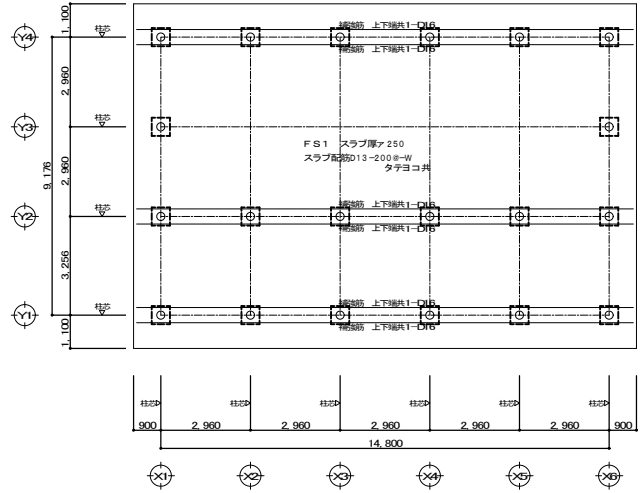 1,100
Y4
柱芯
補強筋 上下端共1-D16
補強筋 上下端共1-D16
2,960
Y3
柱芯
FS1 スラブ厚ァ250
スラブ配筋D13-200@-W
タテヨコ共
9,176
2,960
Y2
柱芯
補強筋 上下端共1-D16
補強筋 上下端共1-D16
3,256
Y1
柱芯
補強筋 上下端共1-D16
補強筋 上下端共1-D16
1,100
柱芯 柱芯 柱芯 柱芯 柱芯 柱芯
900 2,960 2,960 2,960 2,960 2,960 900
14,800
X1 X2 X3 X4 X5 X6